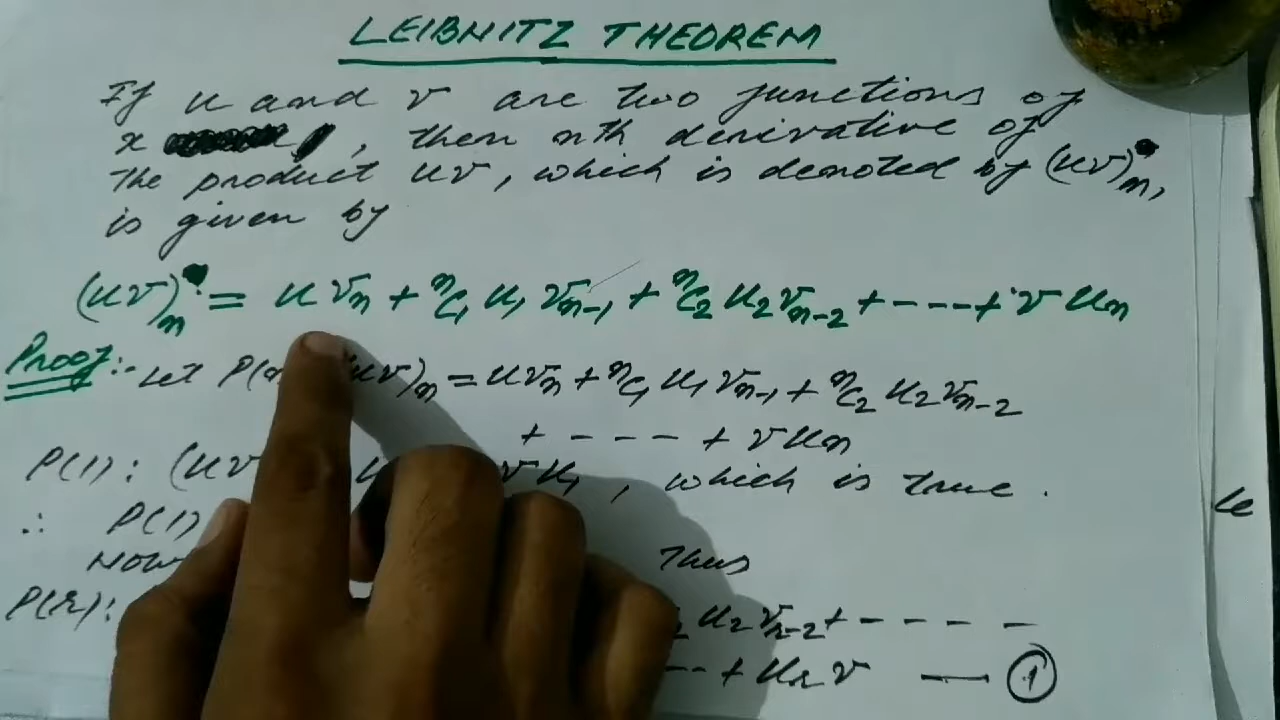 LEIBNITZ THEOREM
If u and v are two functions of
x , then nth derivative of
the product uv, which is denoted by (uv)ₙ,
is given by
(uv)ₙ = u vₙ + ⁿC₁ u₁ vₙ₋₁ + ⁿC₂ u₂ vₙ₋₂ + ---- + v uₙ
Proof:- Let P(n uv)ₙ = uvₙ + ⁿC₁ u₁ vₙ₋₁ + ⁿC₂ u₂ vₙ₋₂
+ ---- + v uₙ
P(1): (uv v u₁, which is true.
∴ P(1)
Now Thus
P(r): ₂ u₂ vᵣ₋₂ + -----
-- + uᵣ v — ①